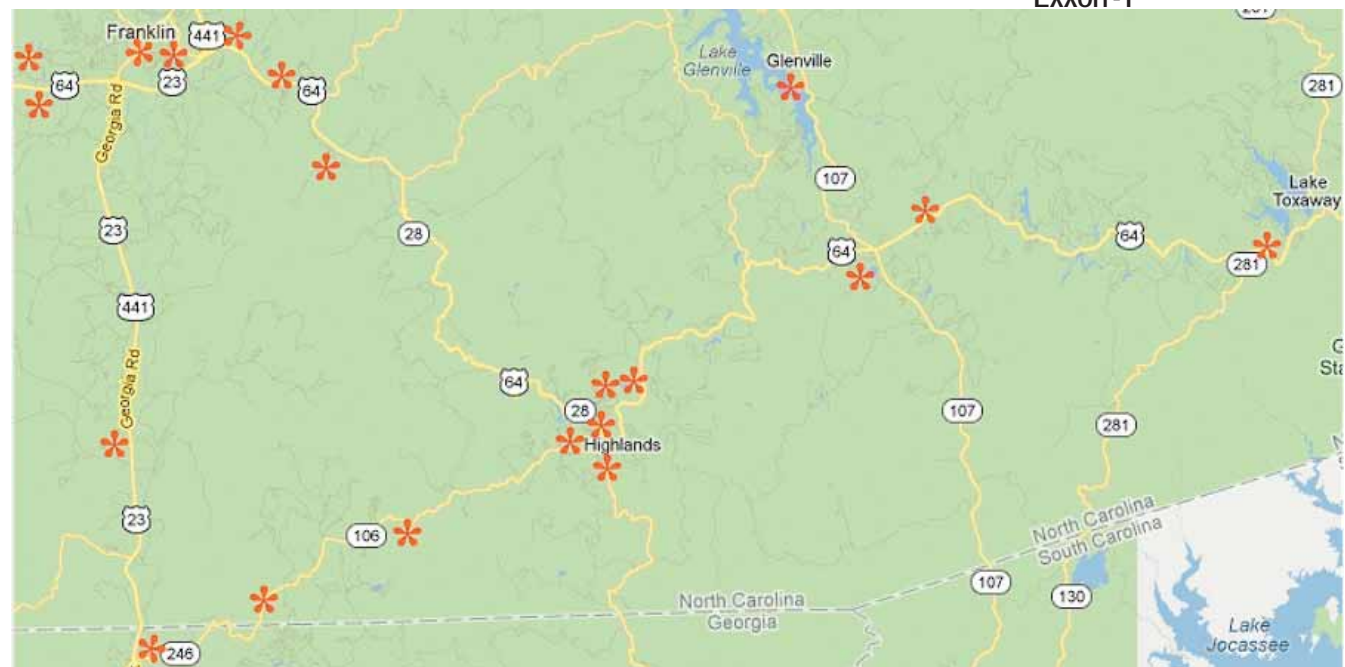 Exxon-1
Franklin
441
Lake
Glenville
Glenville
64
23
64
281
Georgia Rd
107
Lake
Toxaway
23
28
64
64
281
441
Georgia Rd
64
28
107
281
Highlands
23
106
North Carolina
South Carolina
North Carolina
Georgia
107
130
Lake
Jocassee
246